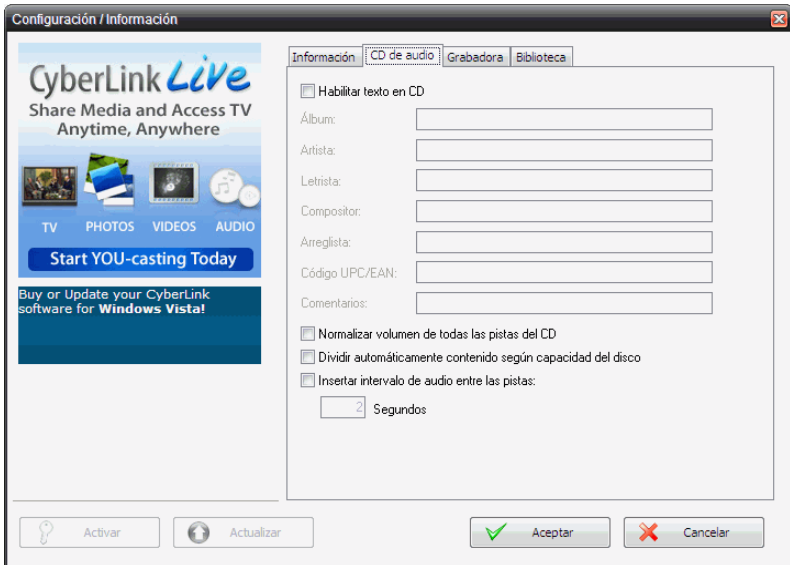 Configuración / Información
CyberLink Live
Share Media and Access TV
Anytime, Anywhere
TV PHOTOS VIDEOS AUDIO
Start YOU-casting Today
Buy or Update your CyberLink
software for Windows Vista!
Información CD de audio Grabadora Biblioteca
Habilitar texto en CD
Álbum:
Artista:
Letrista:
Compositor:
Arreglista:
Código UPC/EAN:
Comentarios:
Normalizar volumen de todas las pistas del CD
Dividir automáticamente contenido según capacidad del disco
Insertar intervalo de audio entre las pistas:
2 Segundos
Activar Actualizar Aceptar Cancelar